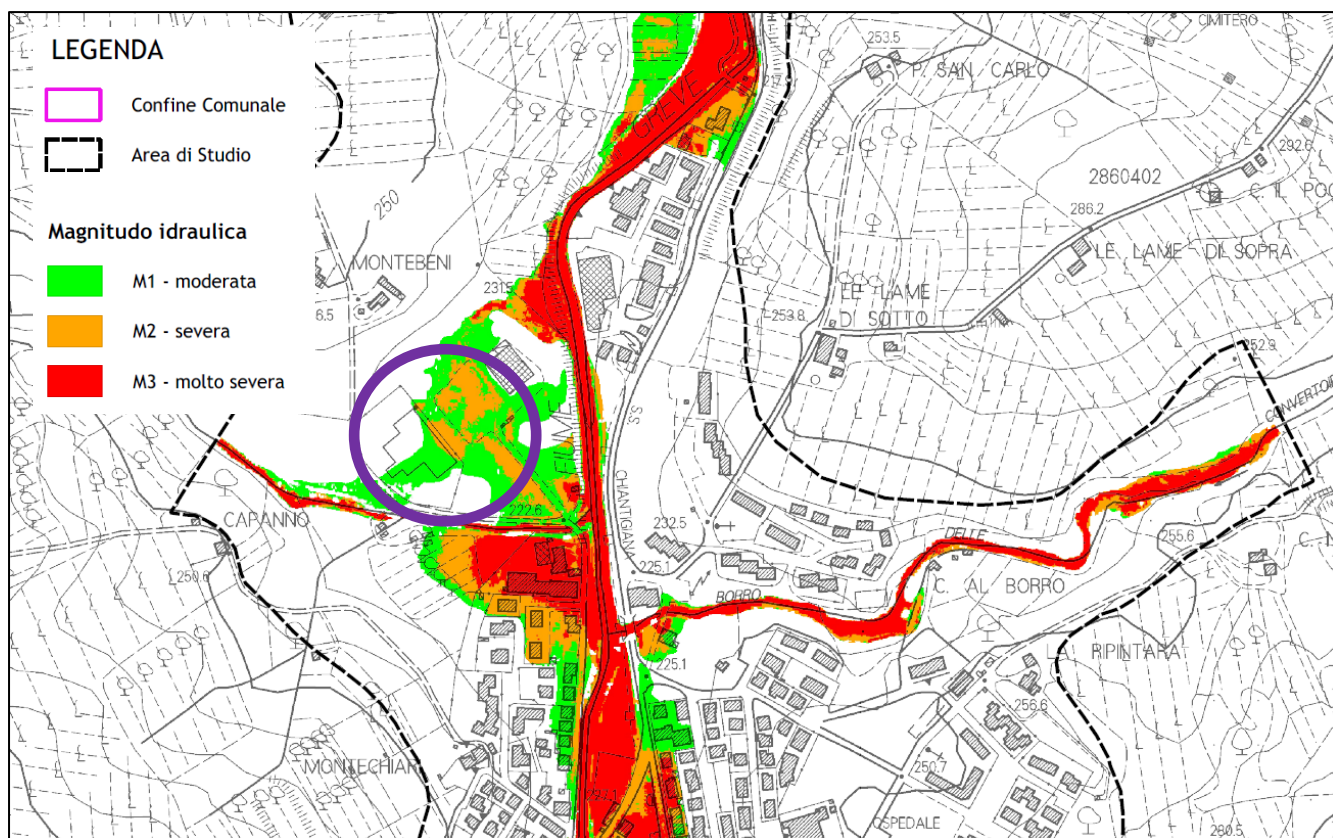 LEGENDA
Confine Comunale
Area di Studio
Magnitudo idraulica
M1 - moderata
M2 - severa
M3 - molto severa
CIMITERO
253.5
P. SAN CARLO
GREVE
292.6
2860402
C. IL POG
286.2
250
LE LAME DI SOPRA
MONTEBENI
231.5
LE LAME
DI SOTTO
253.8
6.5
252.9
CONVERTOI
FIUME
S.S.
CHIANTIGIANA
222.6
232.5
CAPANNO
250.6
225.1
DELLE
255.6
AL BORRO
BORRO
LA RIPINTARA
225.1
256.6
MONTECHIAR
250.7
OSPEDALE
280.5